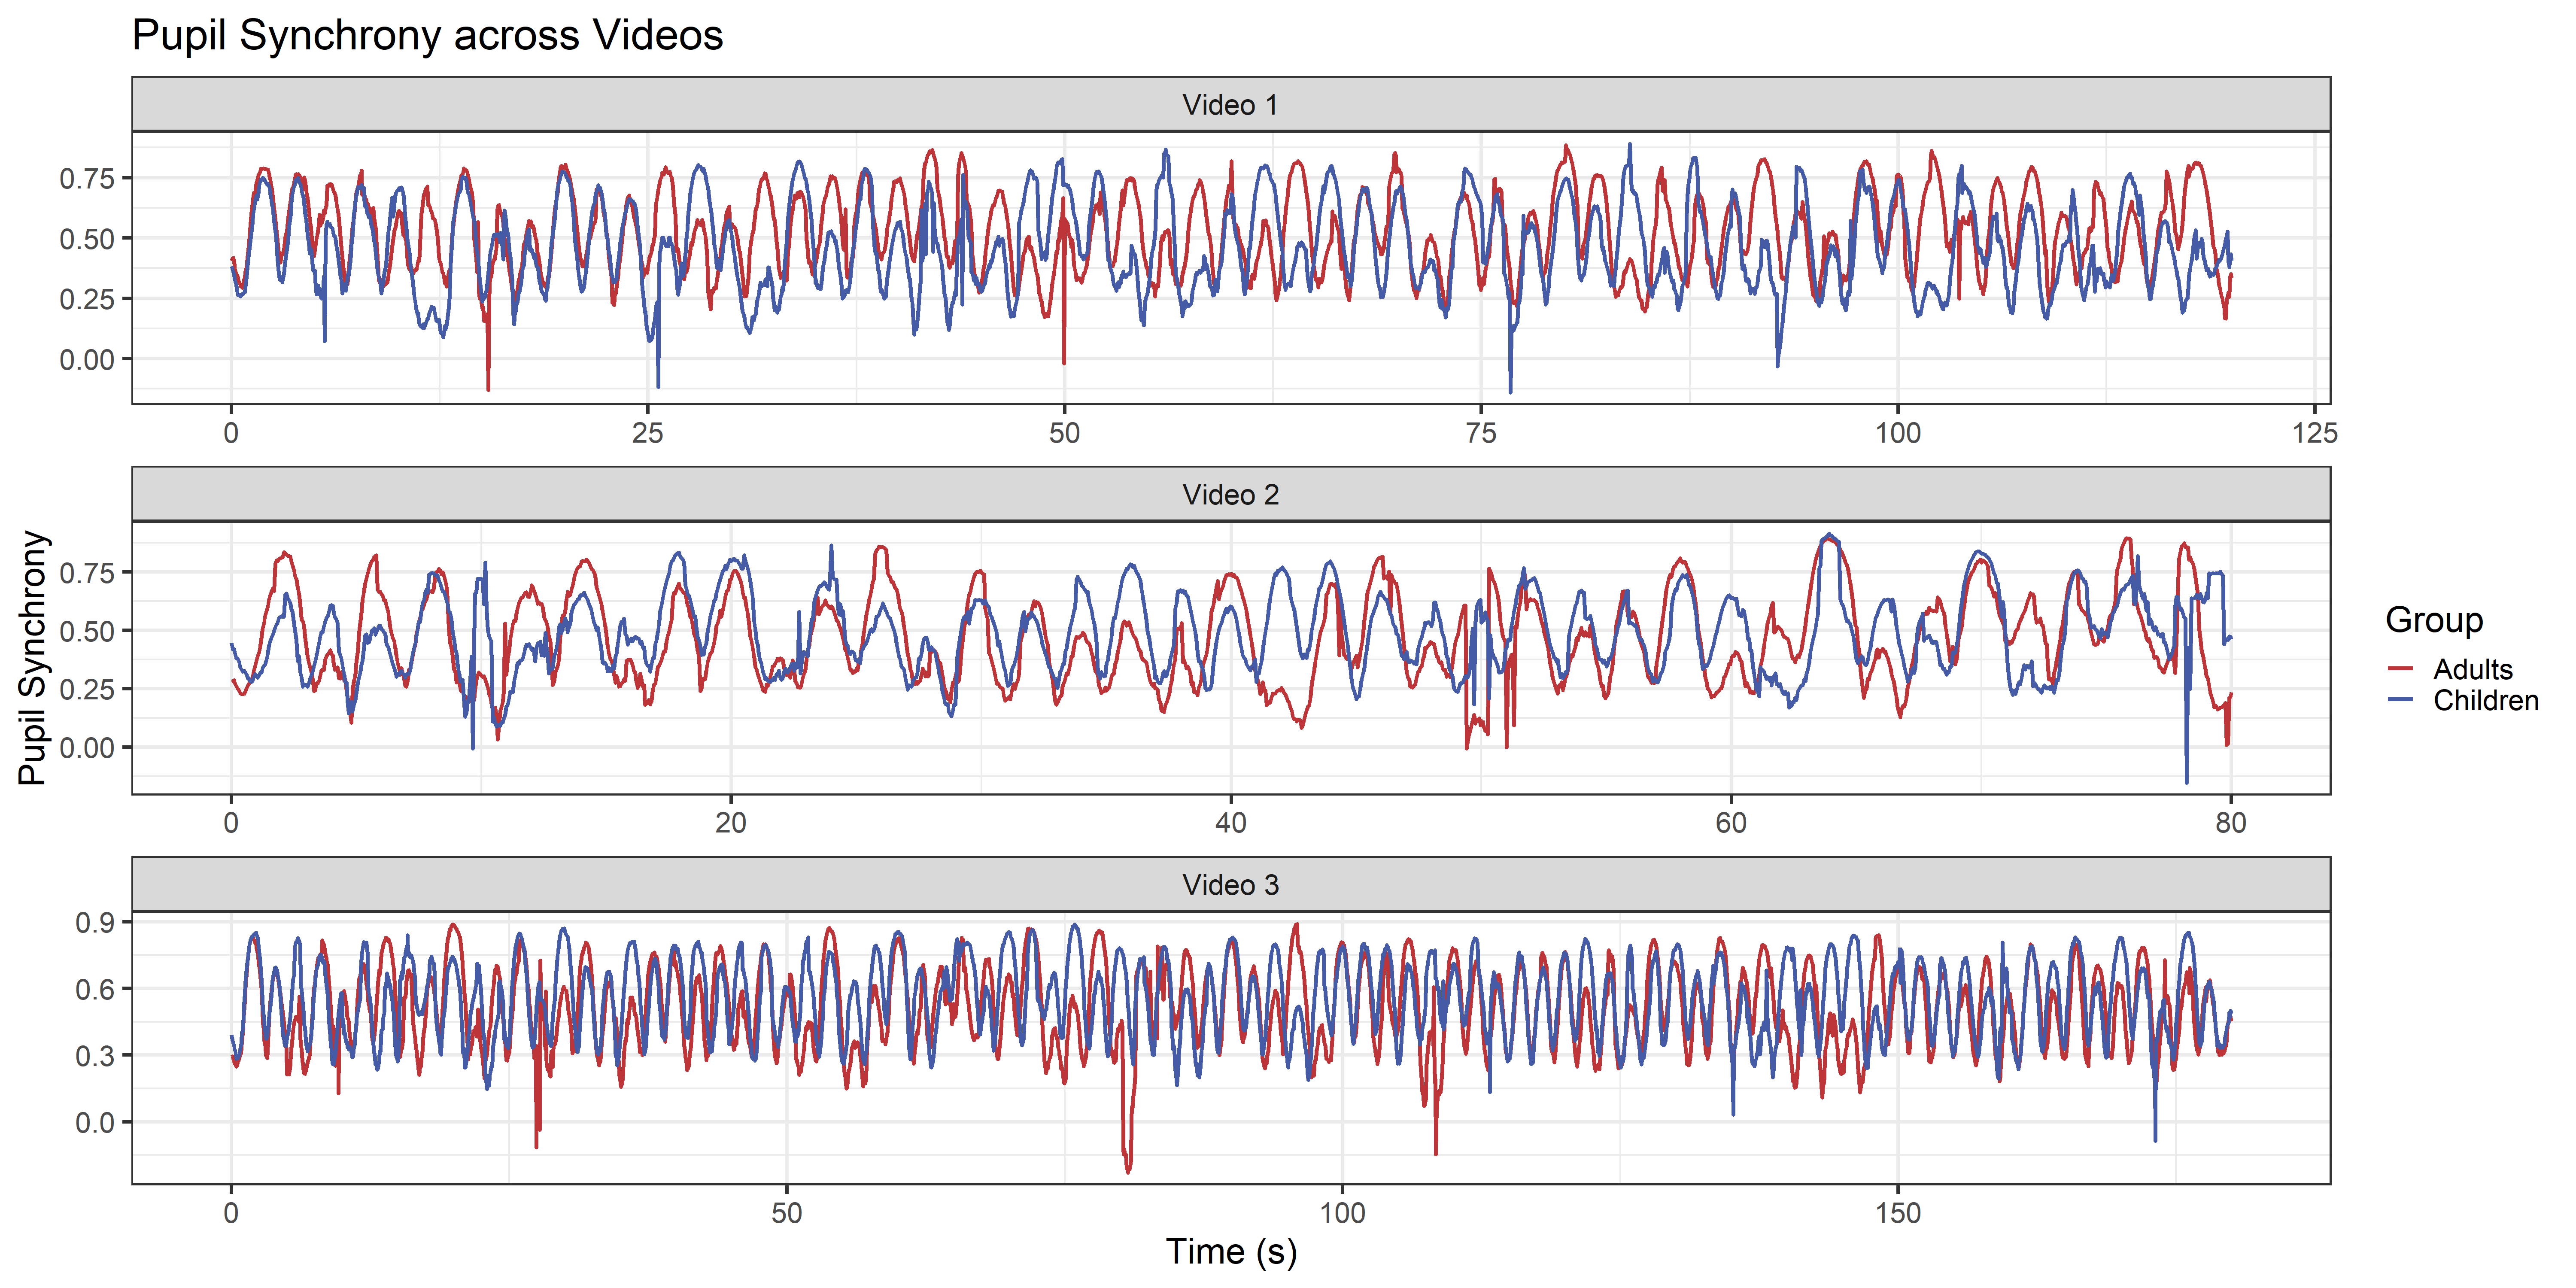 Pupil Synchrony across Videos
Video 1
0.75
0.50
0.25
0.00
0 25 50 75 100 125
Video 2
0.75
0.50
0.25
0.00
0 20 40 60 80
Video 3
0.9
0.6
0.3
0.0
0 50 100 150
Time (s)
Pupil Synchrony
Group
Adults
Children